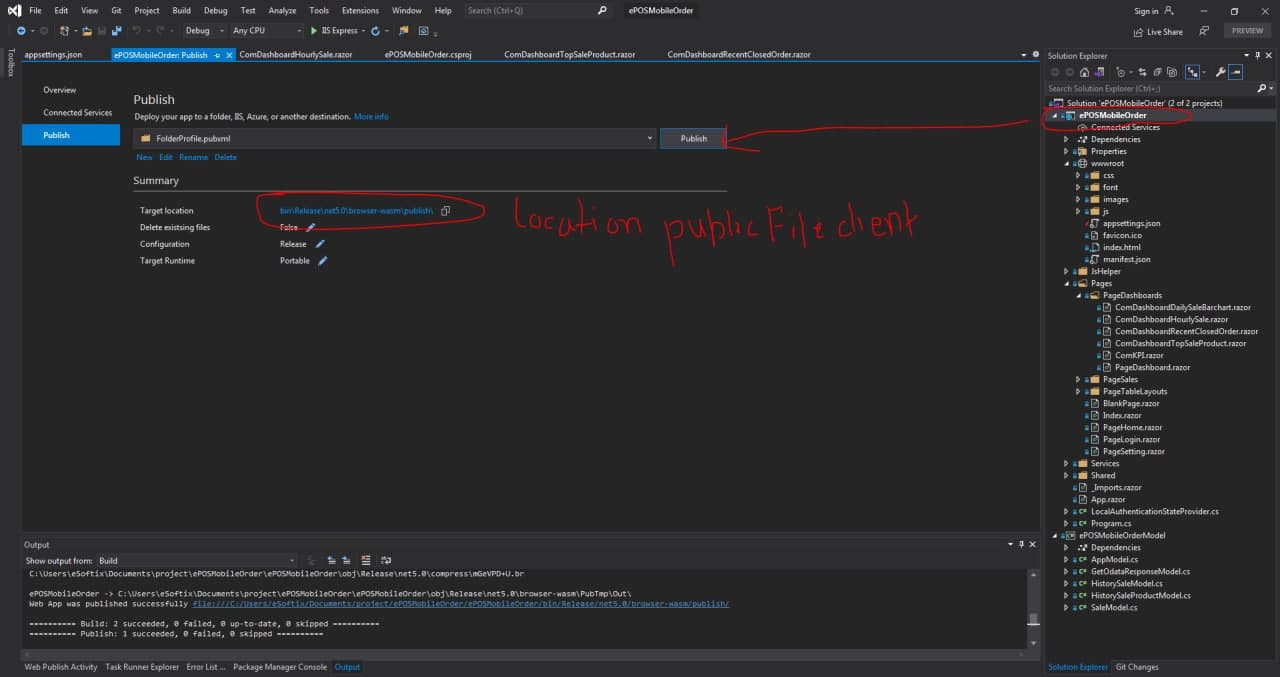 File Edit View Git Project Build Debug Test Analyze Tools Extensions Window Help Search (Ctrl+Q) ePOSMobileOrder Sign in
Debug Any CPU IIS Express Live Share PREVIEW
Toolbox
appsettings.json ePOSMobileOrder: Publish ComDashboardHourlySale.razor ePOSMobileOrder.csproj ComDashboardTopSaleProduct.razor ComDashboardRecentClosedOrder.razor
Overview
Connected Services
Publish
Publish
Deploy your app to a folder, IIS, Azure, or another destination. More info
FolderProfile.pubxml Publish
New Edit Rename Delete
Summary
Target location bin\Release\net5.0\browser-wasm\publish\
Delete existing files False
Configuration Release
Target Runtime Portable
Location public File client
Output
Show output from: Build
C:\Users\eSoftix\Documents\project\ePOSMobileOrder\ePOSMobileOrder\obj\Release\net5.0\compress\mGeVPD+U.br
ePOSMobileOrder -> C:\Users\eSoftix\Documents\project\ePOSMobileOrder\ePOSMobileOrder\obj\Release\net5.0\browser-wasm\PubTmp\Out\
Web App was published successfully file:///C:/Users/eSoftix/Documents/project/ePOSMobileOrder/ePOSMobileOrder/bin/Release/net5.0/browser-wasm/publish/
========== Build: 2 succeeded, 0 failed, 0 up-to-date, 0 skipped ==========
========== Publish: 1 succeeded, 0 failed, 0 skipped ==========
Web Publish Activity Task Runner Explorer Error List ... Package Manager Console Output
Solution Explorer
Search Solution Explorer (Ctrl+;)
Solution 'ePOSMobileOrder' (2 of 2 projects)
ePOSMobileOrder
Connected Services
Dependencies
Properties
wwwroot
css
font
images
js
appsettings.json
favicon.ico
index.html
manifest.json
JsHelper
Pages
PageDashboards
ComDashboardDailySaleBarchart.razor
ComDashboardHourlySale.razor
ComDashboardRecentClosedOrder.razor
ComDashboardTopSaleProduct.razor
ComKPI.razor
PageDashboard.razor
PageSales
PageTableLayouts
BlankPage.razor
Index.razor
PageHome.razor
PageLogin.razor
PageSetting.razor
Services
Shared
_Imports.razor
App.razor
LocalAuthenticationStateProvider.cs
Program.cs
ePOSMobileOrderModel
Dependencies
AppModel.cs
GetOdataResponseModel.cs
HistorySaleModel.cs
HistorySaleProductModel.cs
SaleModel.cs
Solution Explorer Git Changes